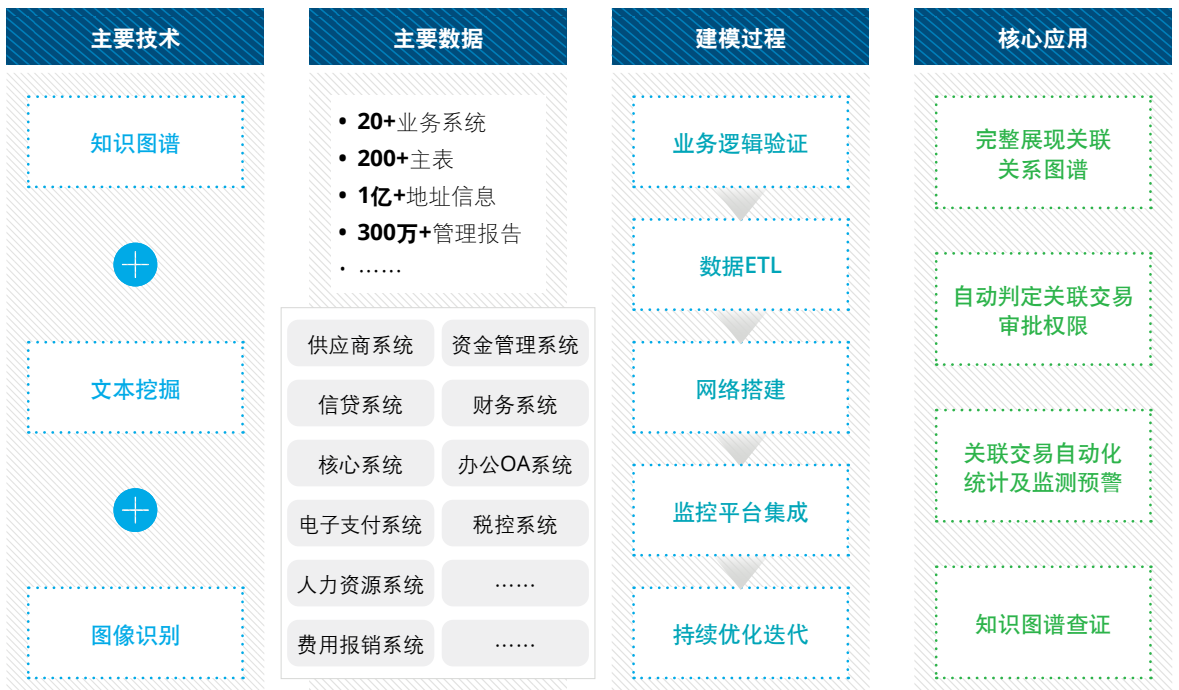 主要技术
知识图谱
文本挖掘
图像识别
主要数据
• 20+业务系统
• 200+主表
• 1亿+地址信息
• 300万+管理报告
· ……
供应商系统
资金管理系统
信贷系统
财务系统
核心系统
办公OA系统
电子支付系统
税控系统
人力资源系统
……
费用报销系统
……
建模过程
业务逻辑验证
数据ETL
网络搭建
监控平台集成
持续优化迭代
核心应用
完整展现关联
关系图谱
自动判定关联交易
审批权限
关联交易自动化
统计及监测预警
知识图谱查证